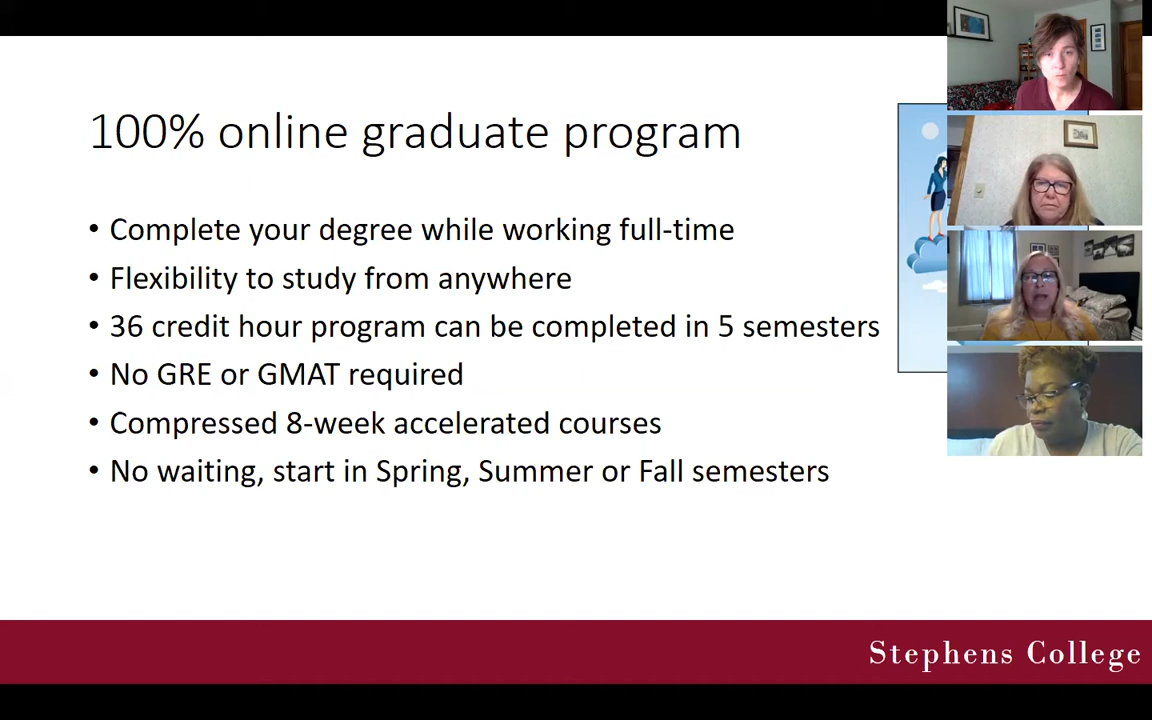 100% online graduate program
• Complete your degree while working full-time
• Flexibility to study from anywhere
• 36 credit hour program can be completed in 5 semesters
• No GRE or GMAT required
• Compressed 8-week accelerated courses
• No waiting, start in Spring, Summer or Fall semesters
Stephens College